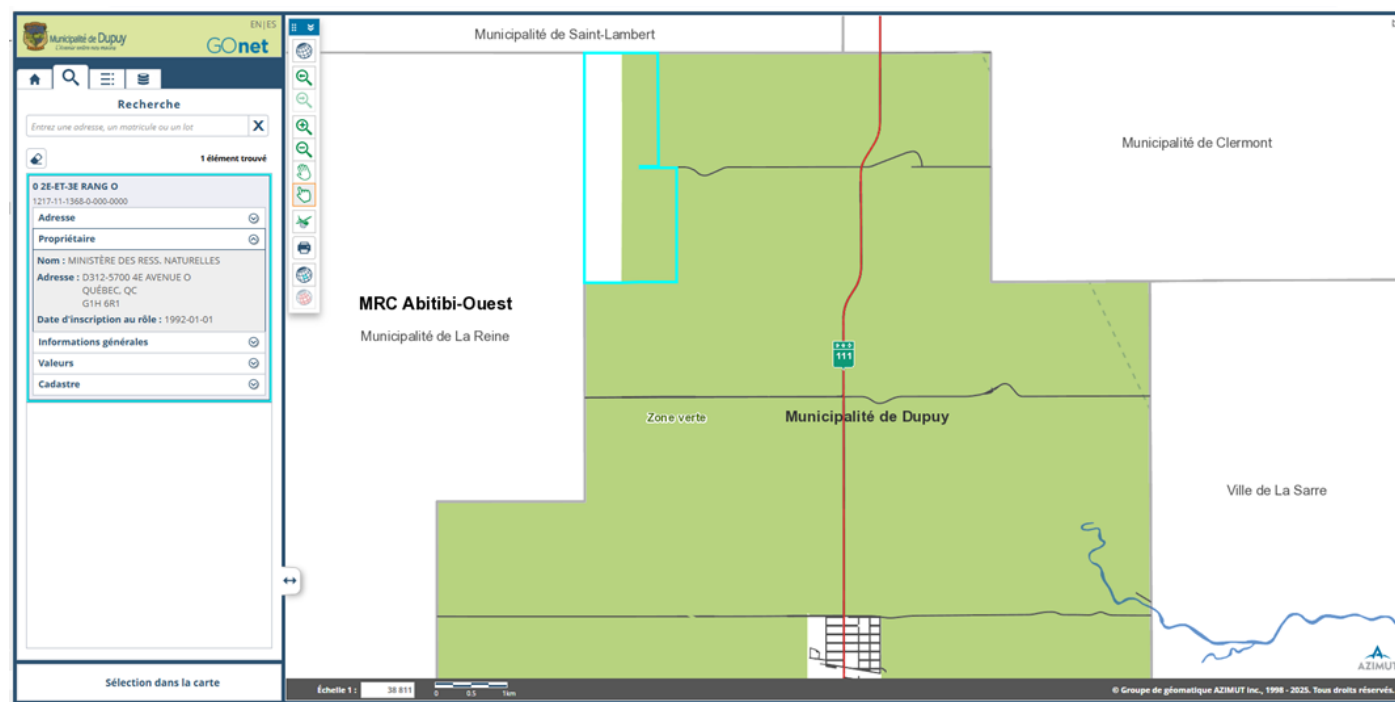 EN|ES
Municipalité de Dupuy
L'Avenir entre nos mains
GOnet
Recherche
Entrez une adresse, un matricule ou un lot
X
1 élément trouvé
0 2E-ET-3E RANG O
1217-11-1368-0-000-0000
Adresse
Propriétaire
Nom : MINISTÈRE DES RESS. NATURELLES
Adresse : D312-5700 4E AVENUE O
QUÉBEC, QC
G1H 6R1
Date d'inscription au rôle : 1992-01-01
Informations générales
Valeurs
Cadastre
Sélection dans la carte
Municipalité de Saint-Lambert
Municipalité de Clermont
MRC Abitibi-Ouest
Municipalité de La Reine
111
Zone verte
Municipalité de Dupuy
Ville de La Sarre
AZIMUT
Échelle 1 : 38 811
0 0.5 1km
© Groupe de géomatique AZIMUT inc., 1998 - 2025. Tous droits réservés.